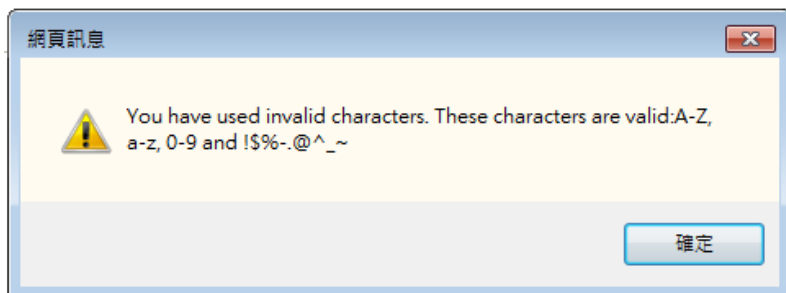 網頁訊息
You have used invalid characters. These characters are valid:A-Z,
a-z, 0-9 and !$%-.@^_~
確定